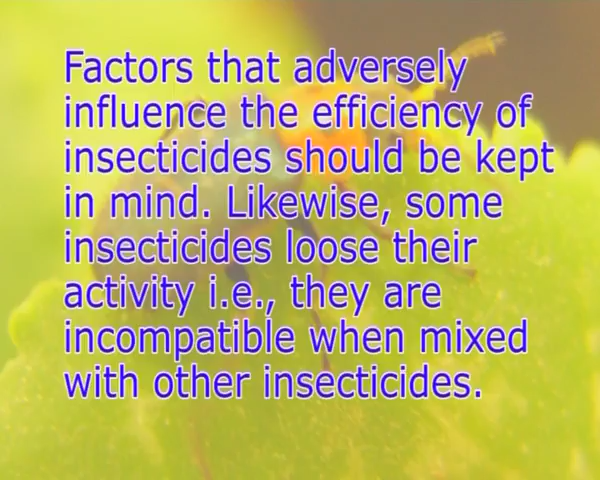 Factors that adversely
influence the efficiency of
insecticides should be kept
in mind. Likewise, some
insecticides loose their
activity i.e., they are
incompatible when mixed
with other insecticides.